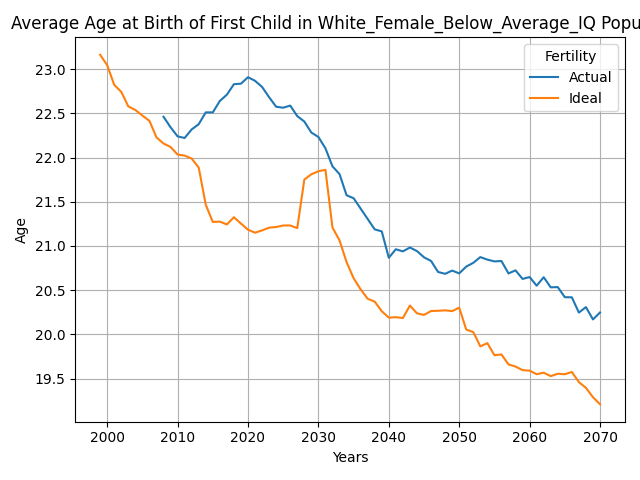 Average Age at Birth of First Child in White_Female_Below_Average_IQ Popu
Fertility
Actual
Ideal
23.0
22.5
22.0
21.5
21.0
20.5
20.0
19.5
Age
2000 2010 2020 2030 2040 2050 2060 2070
Years